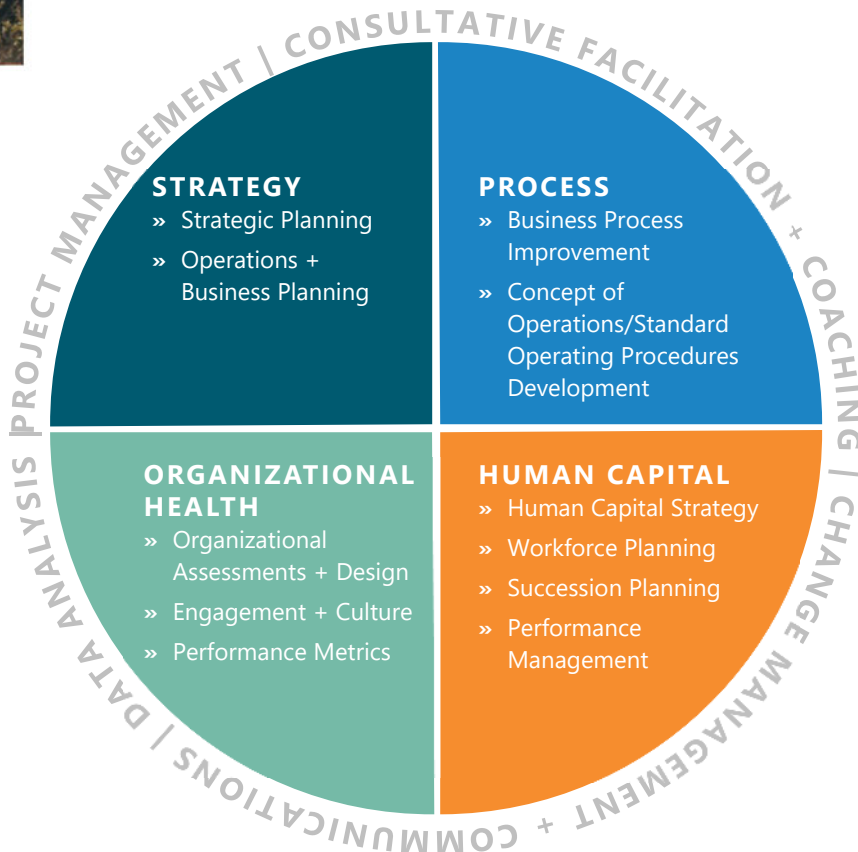 PROJECT MANAGEMENT | CONSULTATIVE FACILITATION + COACHING | CHANGE MANAGEMENT + COMMUNICATIONS | DATA ANALYSIS |
STRATEGY
» Strategic Planning
» Operations +
Business Planning
PROCESS
» Business Process
Improvement
» Concept of
Operations/Standard
Operating Procedures
Development
ORGANIZATIONAL
HEALTH
» Organizational
Assessments + Design
» Engagement + Culture
» Performance Metrics
HUMAN CAPITAL
» Human Capital Strategy
» Workforce Planning
» Succession Planning
» Performance
Management